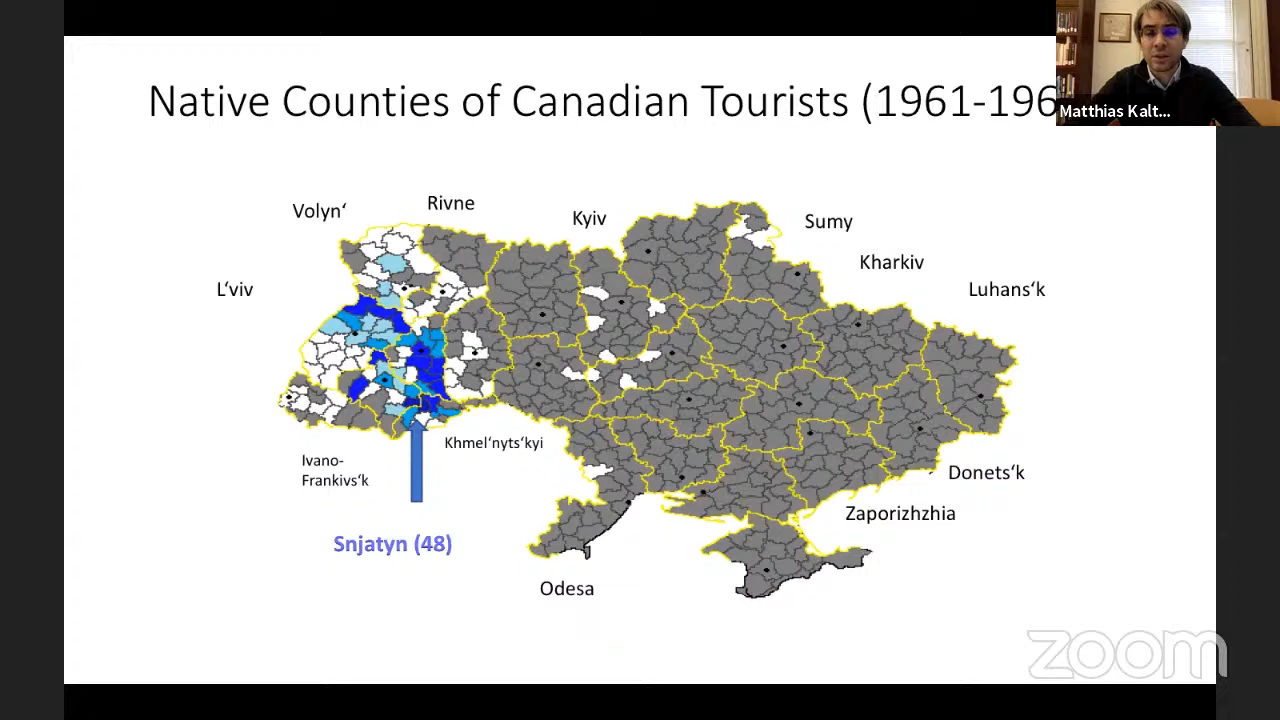 Native Counties of Canadian Tourists (1961-196
Matthias Kalt...
Volyn‘
Rivne
Kyiv
Sumy
Kharkiv
L‘viv
Luhans‘k
Khmel‘nyts‘kyi
Ivano-
Frankivs‘k
Donets‘k
Zaporizhzhia
Snjatyn (48)
Odesa
zoom